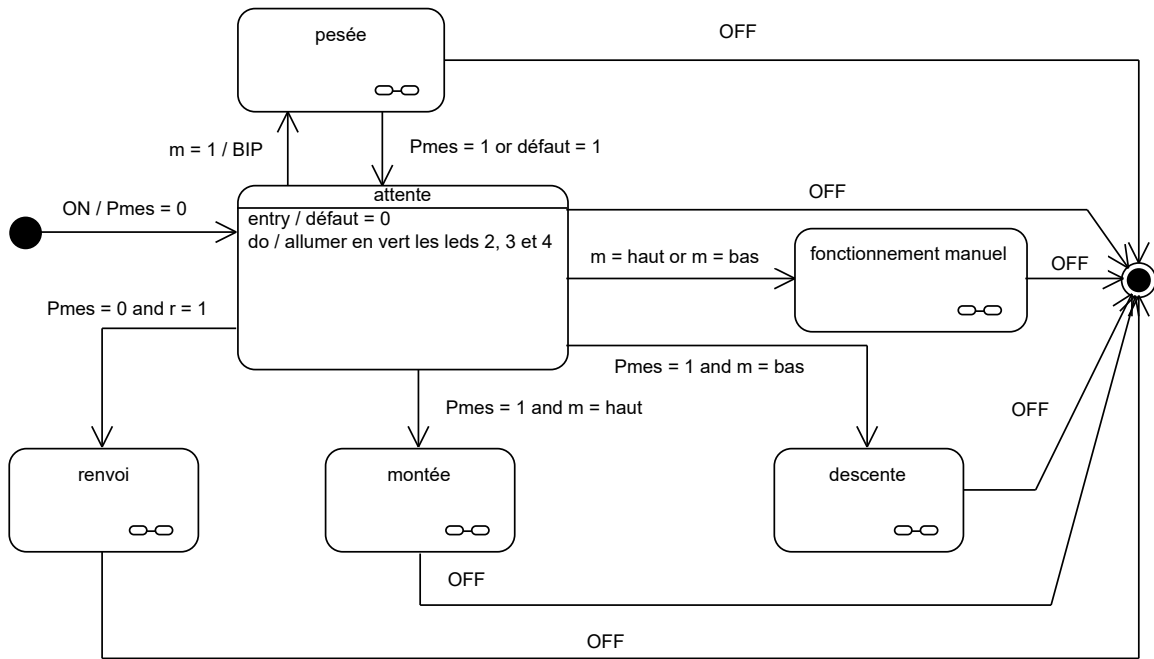 pesée
OFF
m = 1 / BIP
Pmes = 1 or défaut = 1
attente
OFF
ON / Pmes = 0
entry / défaut = 0
do / allumer en vert les leds 2, 3 et 4
m = haut or m = bas
fonctionnement manuel
OFF
Pmes = 0 and r = 1
Pmes = 1 and m = bas
Pmes = 1 and m = haut
OFF
renvoi
montée
descente
OFF
OFF